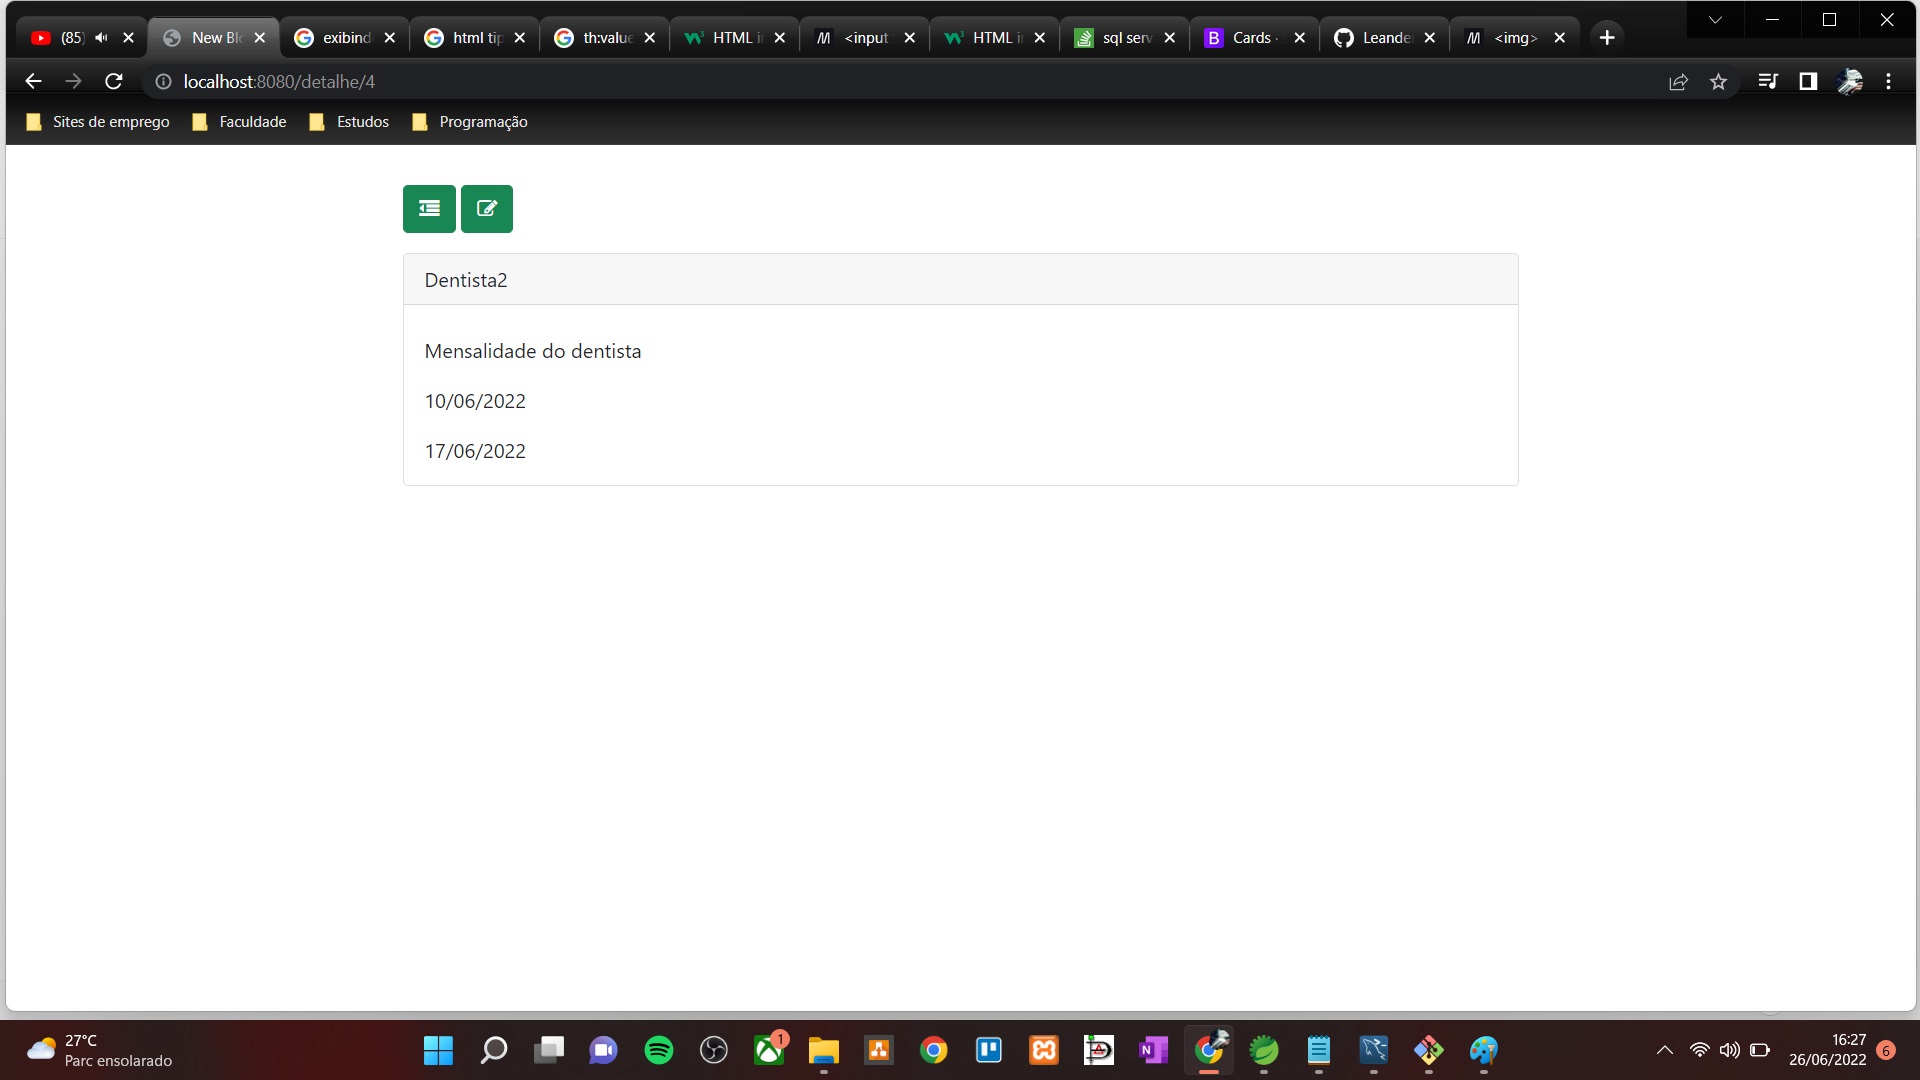 (85)
New Bl
exibind
html tip
th:value
HTML i
<input
HTML i
sql serv
Cards ·
Leande
<img>
localhost:8080/detalhe/4
Sites de emprego
Faculdade
Estudos
Programação
Dentista2
Mensalidade do dentista
10/06/2022
17/06/2022
27°C
Parc ensolarado
1
N
16:27
26/06/2022
6